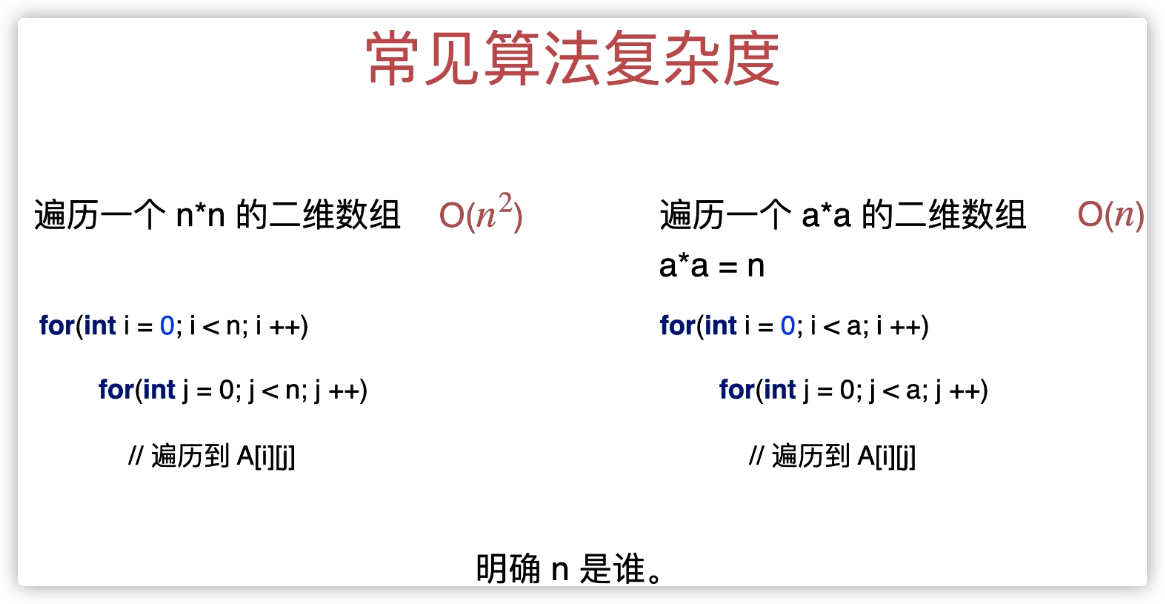 常见算法复杂度
遍历一个 n*n 的二维数组 O(n²)
for(int i = 0; i < n; i ++)
for(int j = 0; j < n; j ++)
// 遍历到 A[i][j]
遍历一个 a*a 的二维数组 O(n)
a*a = n
for(int i = 0; i < a; i ++)
for(int j = 0; j < a; j ++)
// 遍历到 A[i][j]
明确 n 是谁。